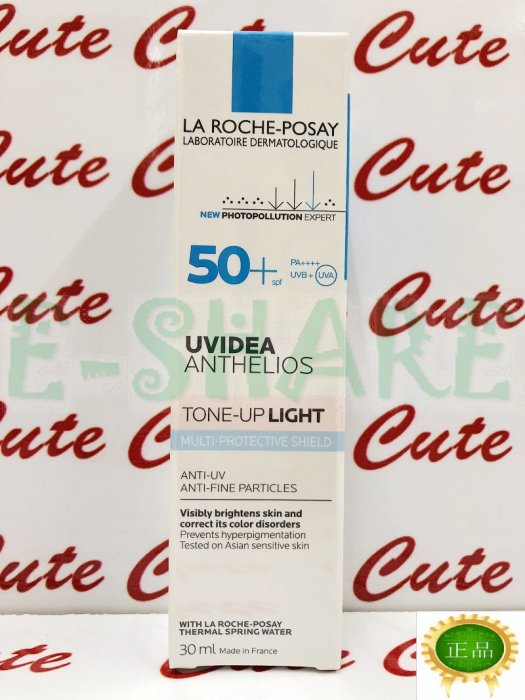 Cute Cute Cute
LA ROCHE-POSAY
LABORATOIRE DERMATOLOGIQUE
Cute Cute
NEW PHOTOPOLLUTION EXPERT
50+ spf
PA++++
UVB + UVA
Cute Cute
E-SHARE
UVIDEA
ANTHELIOS
TONE-UP LIGHT
Cute Cute
MULTI-PROTECTIVE SHIELD
ANTI-UV
ANTI-FINE PARTICLES
Visibly brightens skin and
correct its color disorders
Prevents hyperpigmentation
Tested on Asian sensitive skin
Cute Cute
WITH LA ROCHE-POSAY
THERMAL SPRING WATER
30 ml Made in France
正品